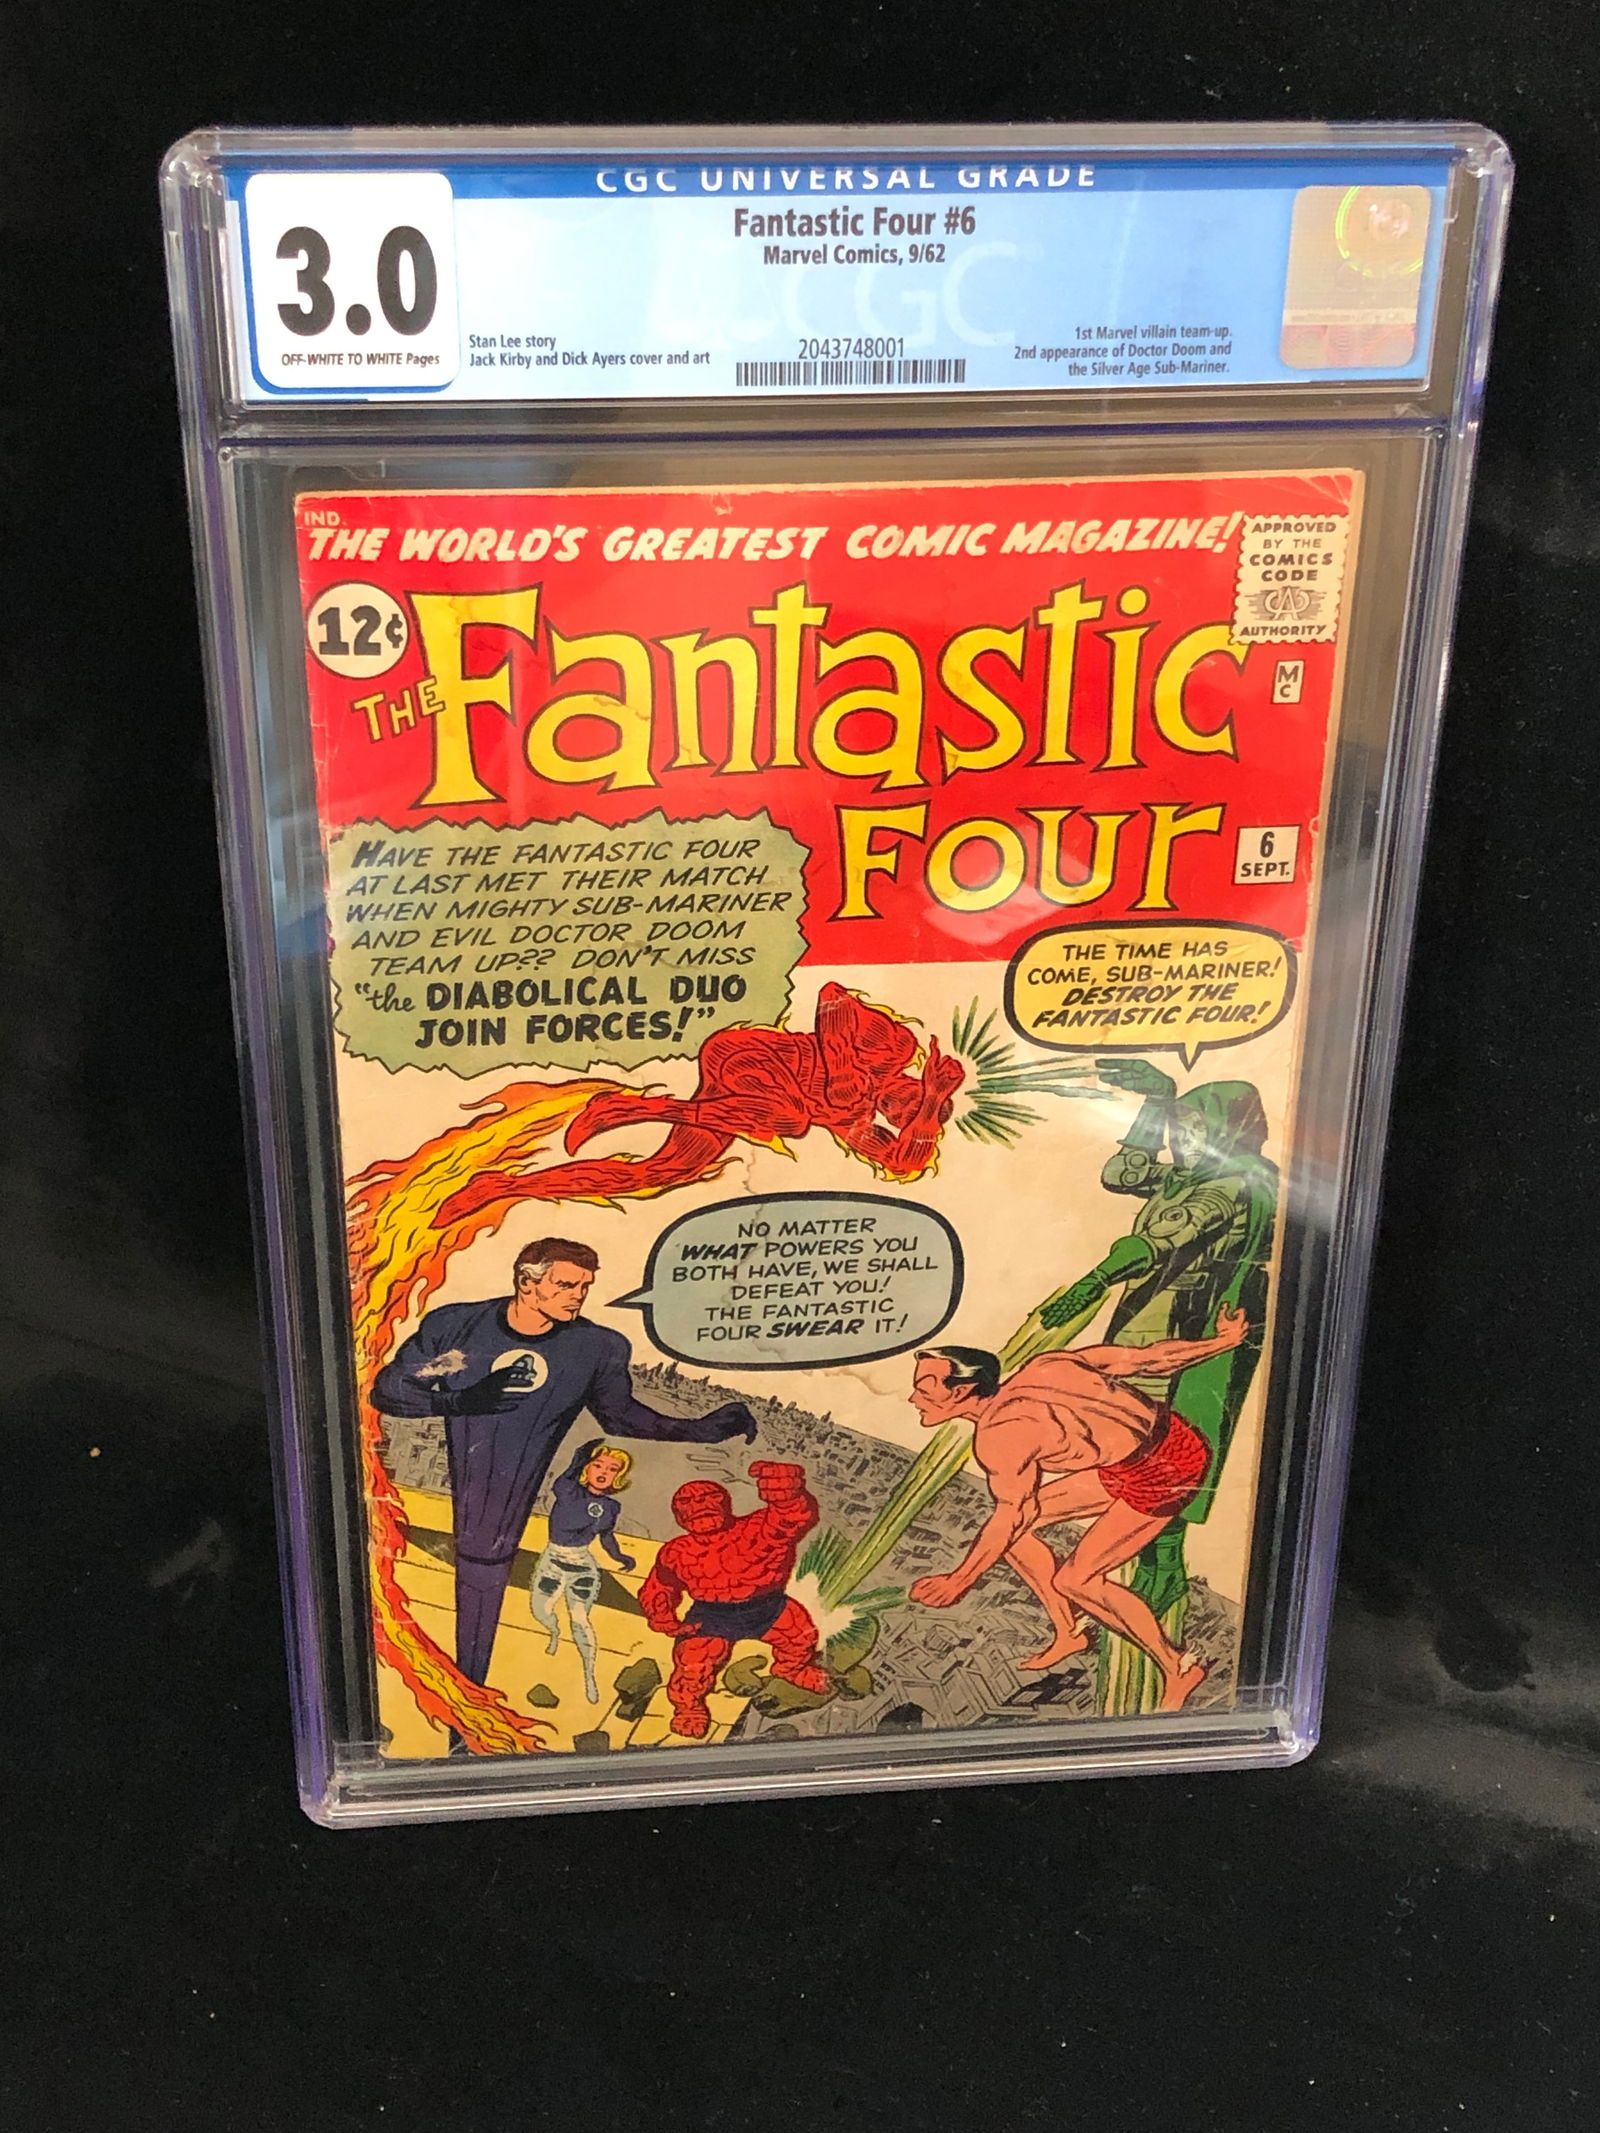 CGC UNIVERSAL GRADE
3.0
OFF-WHITE TO WHITE Pages
Fantastic Four #6
Marvel Comics, 9/62
Stan Lee story
Jack Kirby and Dick Ayers cover and art
2043748001
1st Marvel villain team-up.
2nd appearance of Doctor Doom and
the Silver Age Sub-Mariner.
CGC
IND.
THE WORLD'S GREATEST COMIC MAGAZINE!
APPROVED
BY THE
COMICS
CODE
CA
AUTHORITY
12¢
THE Fantastic
Four
M
C
6
SEPT.
HAVE THE FANTASTIC FOUR
AT LAST MET THEIR MATCH
WHEN MIGHTY SUB-MARINER
AND EVIL DOCTOR DOOM
TEAM UP?? DON'T MISS
"the DIABOLICAL DUO
JOIN FORCES!"
THE TIME HAS
COME, SUB-MARINER!
DESTROY THE
FANTASTIC FOUR!
NO MATTER
WHAT POWERS YOU
BOTH HAVE, WE SHALL
DEFEAT YOU!
THE FANTASTIC
FOUR SWEAR IT!
4